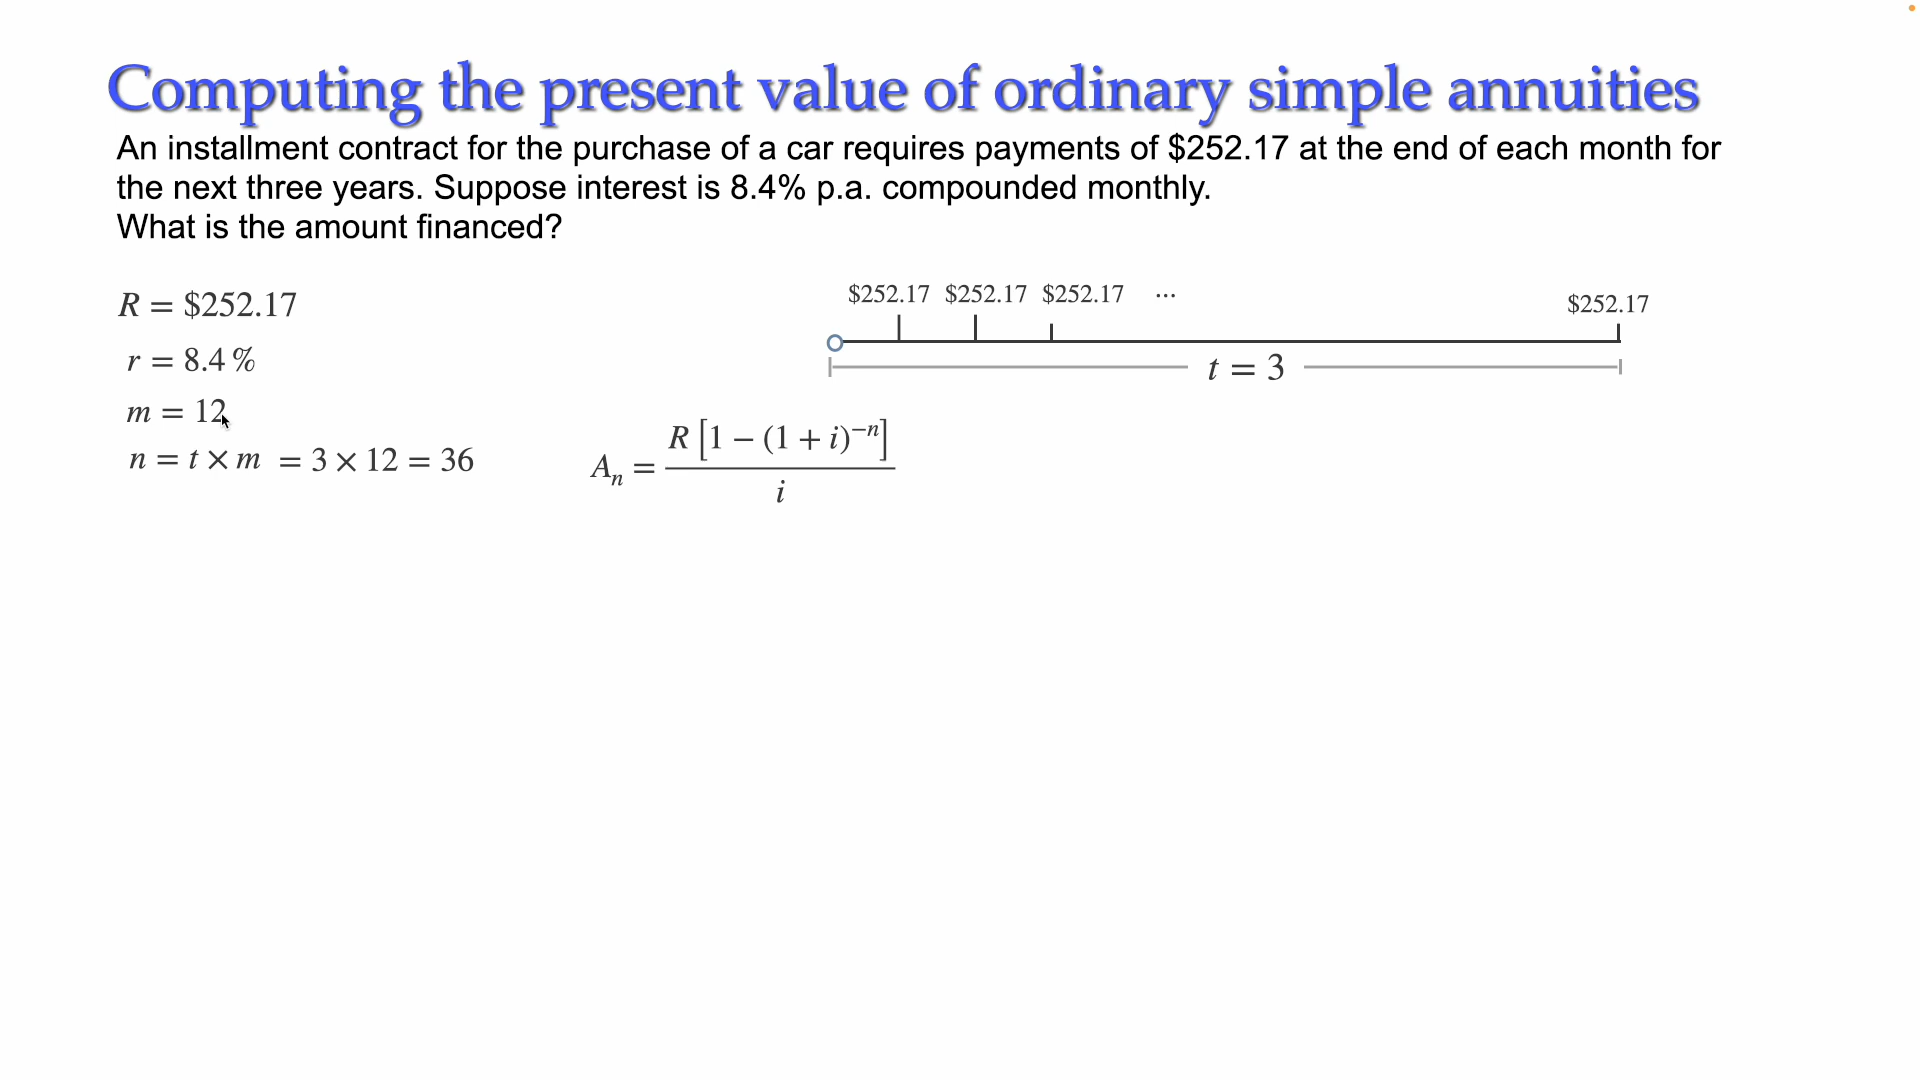 Computing the present value of ordinary simple annuities
An installment contract for the purchase of a car requires payments of $252.17 at the end of each month for
the next three years. Suppose interest is 8.4% p.a. compounded monthly.
What is the amount financed?
R = $252.17
$252.17 $252.17 $252.17 ⋯ $252.17
r = 8.4 %
t = 3
m = 12
n = t × m = 3 × 12 = 36
Aₙ = R [1 − (1 + i)⁻ⁿ] / i